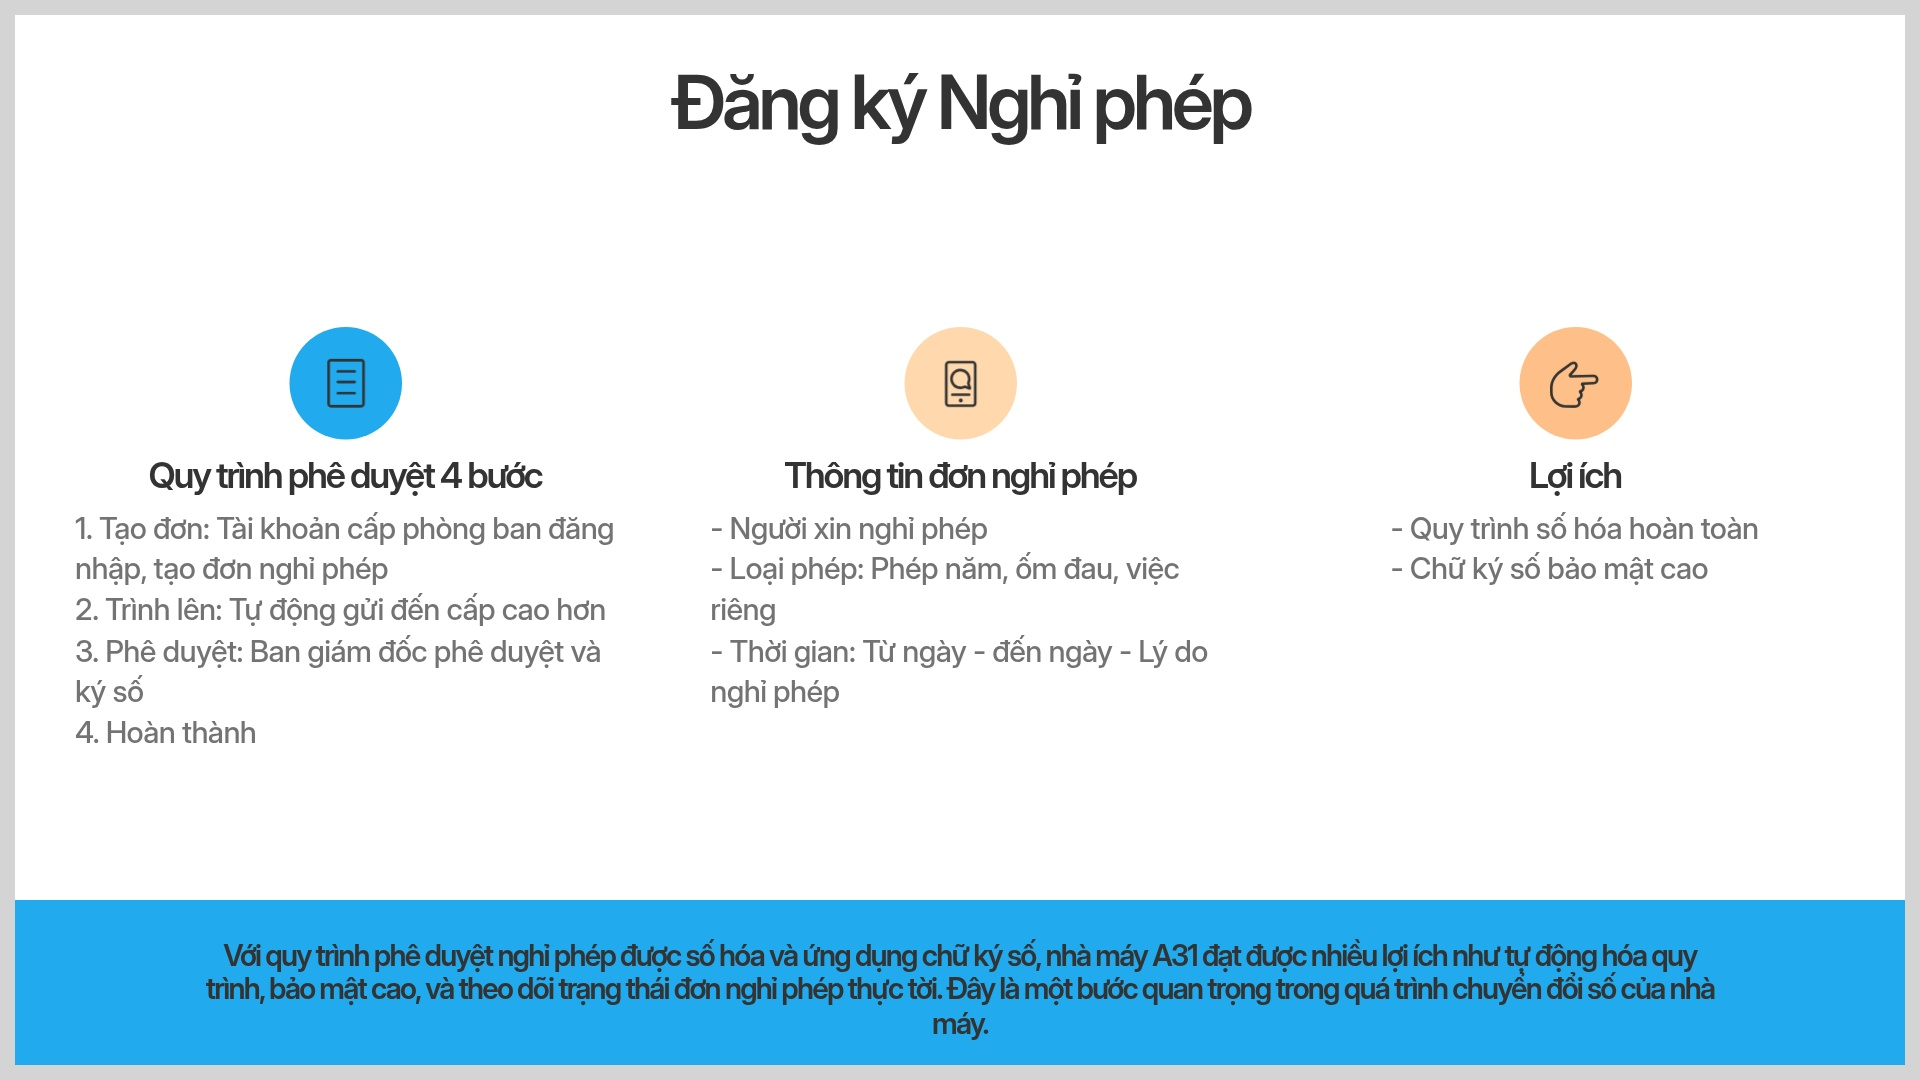 Đăng ký Nghỉ phép
Quy trình phê duyệt 4 bước
1. Tạo đơn: Tài khoản cấp phòng ban đăng
nhập, tạo đơn nghỉ phép
2. Trình lên: Tự động gửi đến cấp cao hơn
3. Phê duyệt: Ban giám đốc phê duyệt và
ký số
4. Hoàn thành
Thông tin đơn nghỉ phép
- Người xin nghỉ phép
- Loại phép: Phép năm, ốm đau, việc
riêng
- Thời gian: Từ ngày - đến ngày - Lý do
nghỉ phép
Lợi ích
- Quy trình số hóa hoàn toàn
- Chữ ký số bảo mật cao
Với quy trình phê duyệt nghỉ phép được số hóa và ứng dụng chữ ký số, nhà máy A31 đạt được nhiều lợi ích như tự động hóa quy
trình, bảo mật cao, và theo dõi trạng thái đơn nghỉ phép thực tời. Đây là một bước quan trọng trong quá trình chuyển đổi số của nhà
máy.